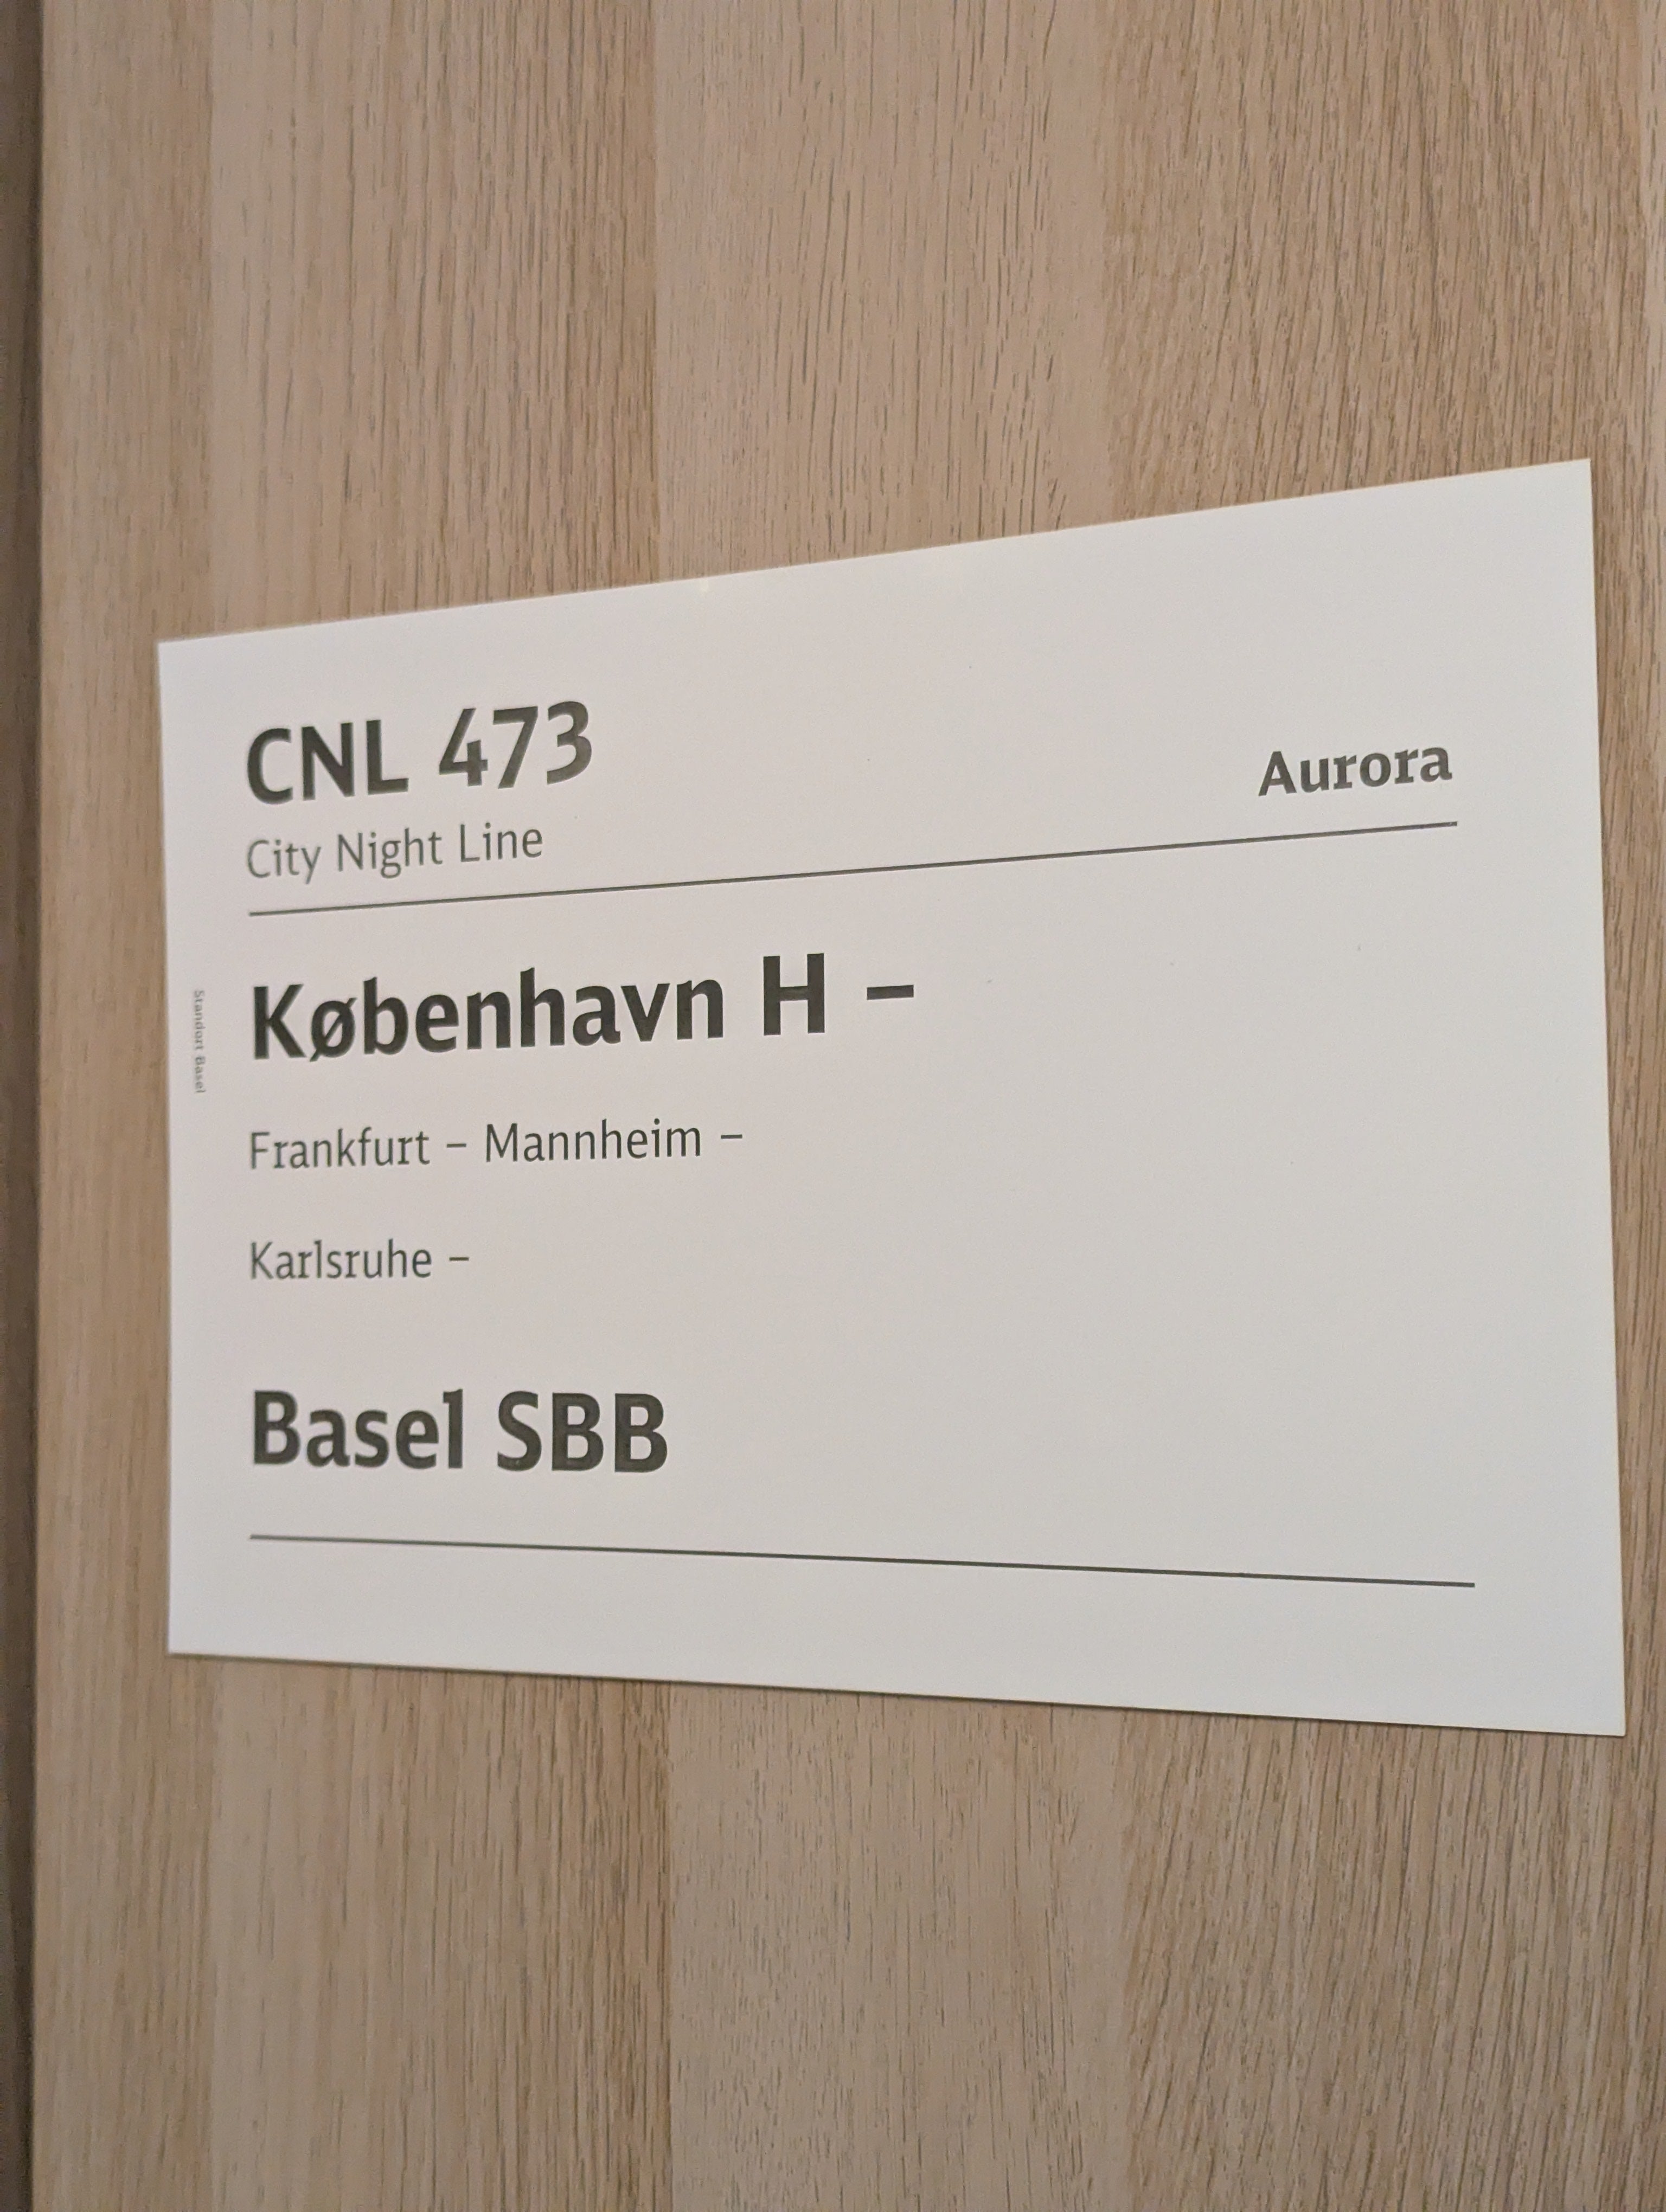 CNL 473
Aurora
City Night Line
København H –
Frankfurt – Mannheim –
Karlsruhe –
Basel SBB
Standort Basel